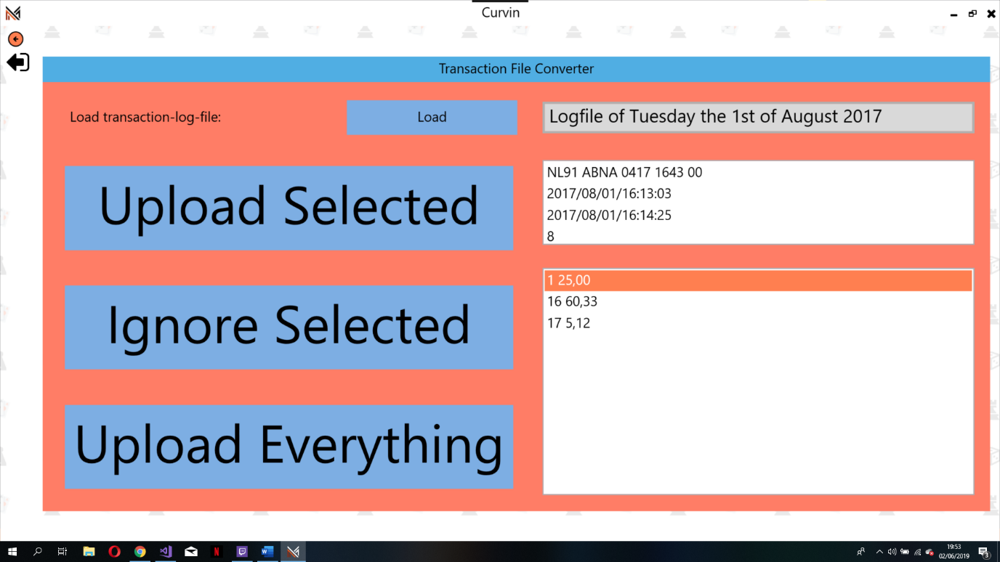 Curvin
Transaction File Converter
Load transaction-log-file:
Load
Logfile of Tuesday the 1st of August 2017
Upload Selected
NL91 ABNA 0417 1643 00
2017/08/01/16:13:03
2017/08/01/16:14:25
8
Ignore Selected
1 25,00
16 60,33
17 5,12
Upload Everything
19:53
02/06/2019
3